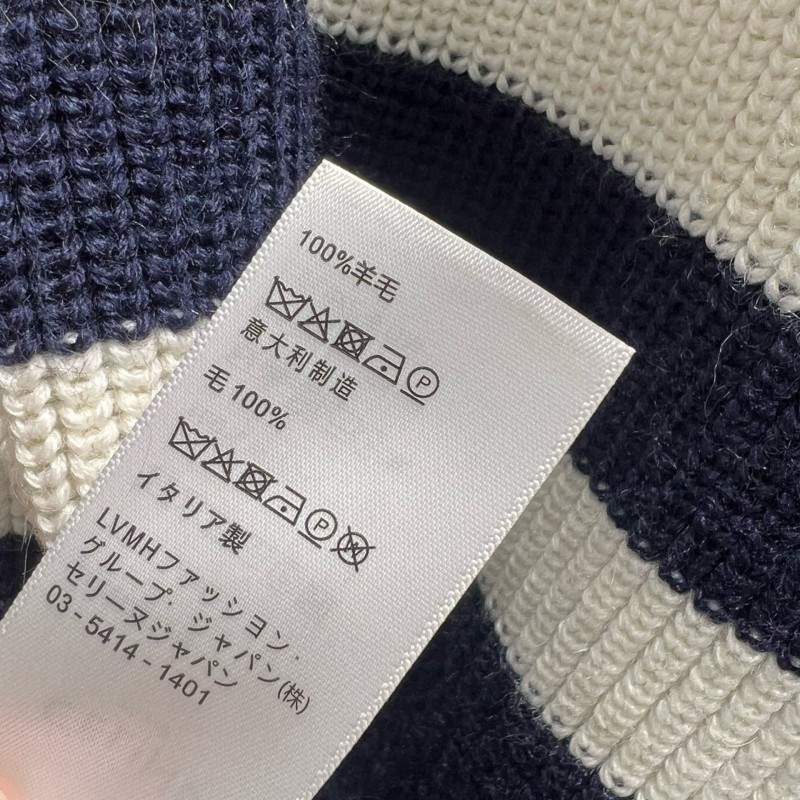 100%羊毛
P
意大利制造
毛 100%
P W
イタリア製
LVMHファッション・
グループ・ジャパン(株)
セリーヌジャパン
03-5414-1401